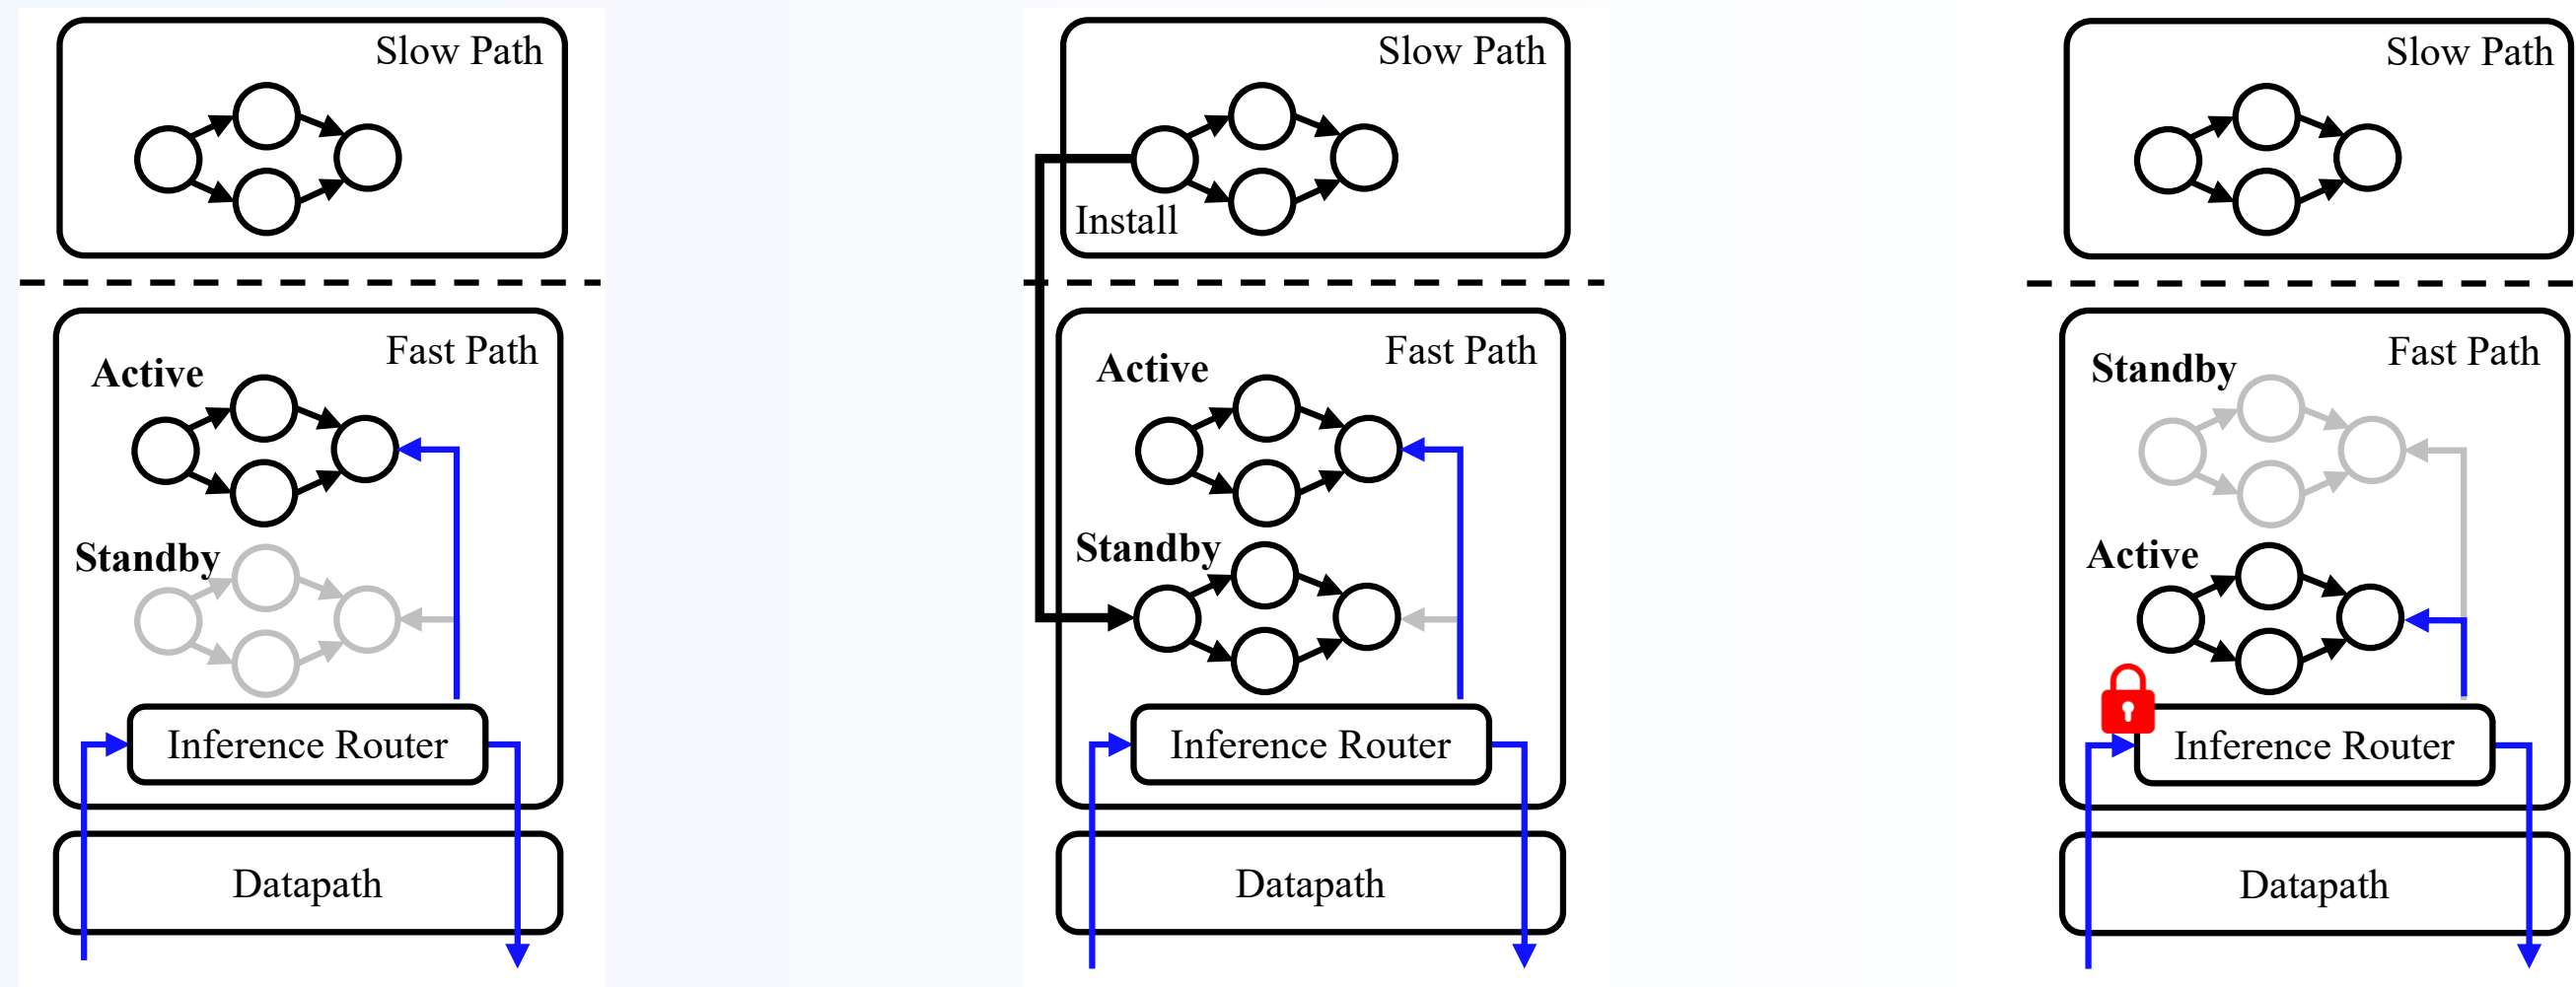 Slow Path
Install
Fast Path
Active
Standby
Inference Router
Datapath
Slow Path
Fast Path
Active
Standby
Inference Router
Datapath
Slow Path
Fast Path
Standby
Active
Inference Router
Datapath